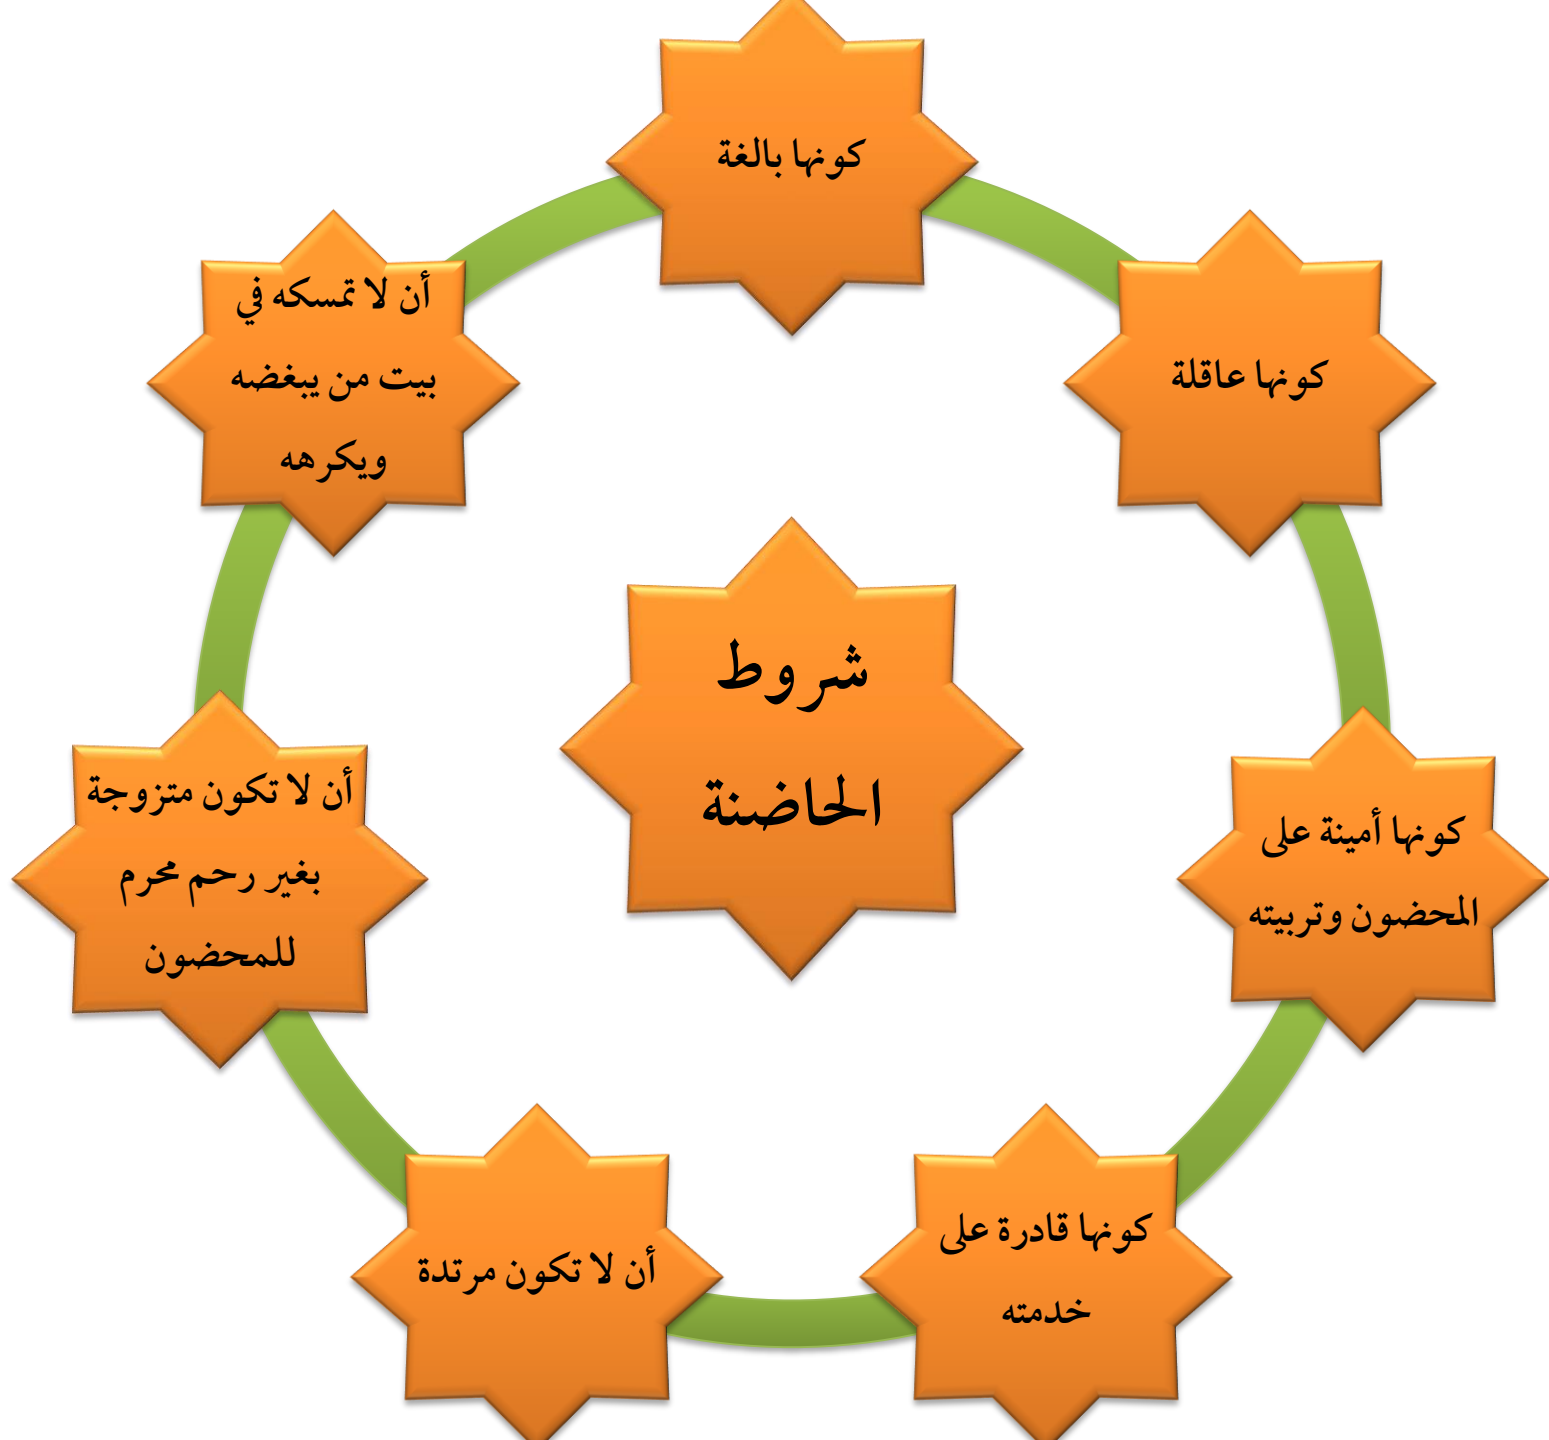 شروط
الحاضنة
كونها بالغة
كونها عاقلة
كونها أمينة على
المحضون وتربيته
كونها قادرة على
خدمته
أن لا تكون مرتدة
أن لا تكون متزوجة
بغير رحم محرم
للمحضون
أن لا تمسكه في
بيت من يبغضه
ويكرهه